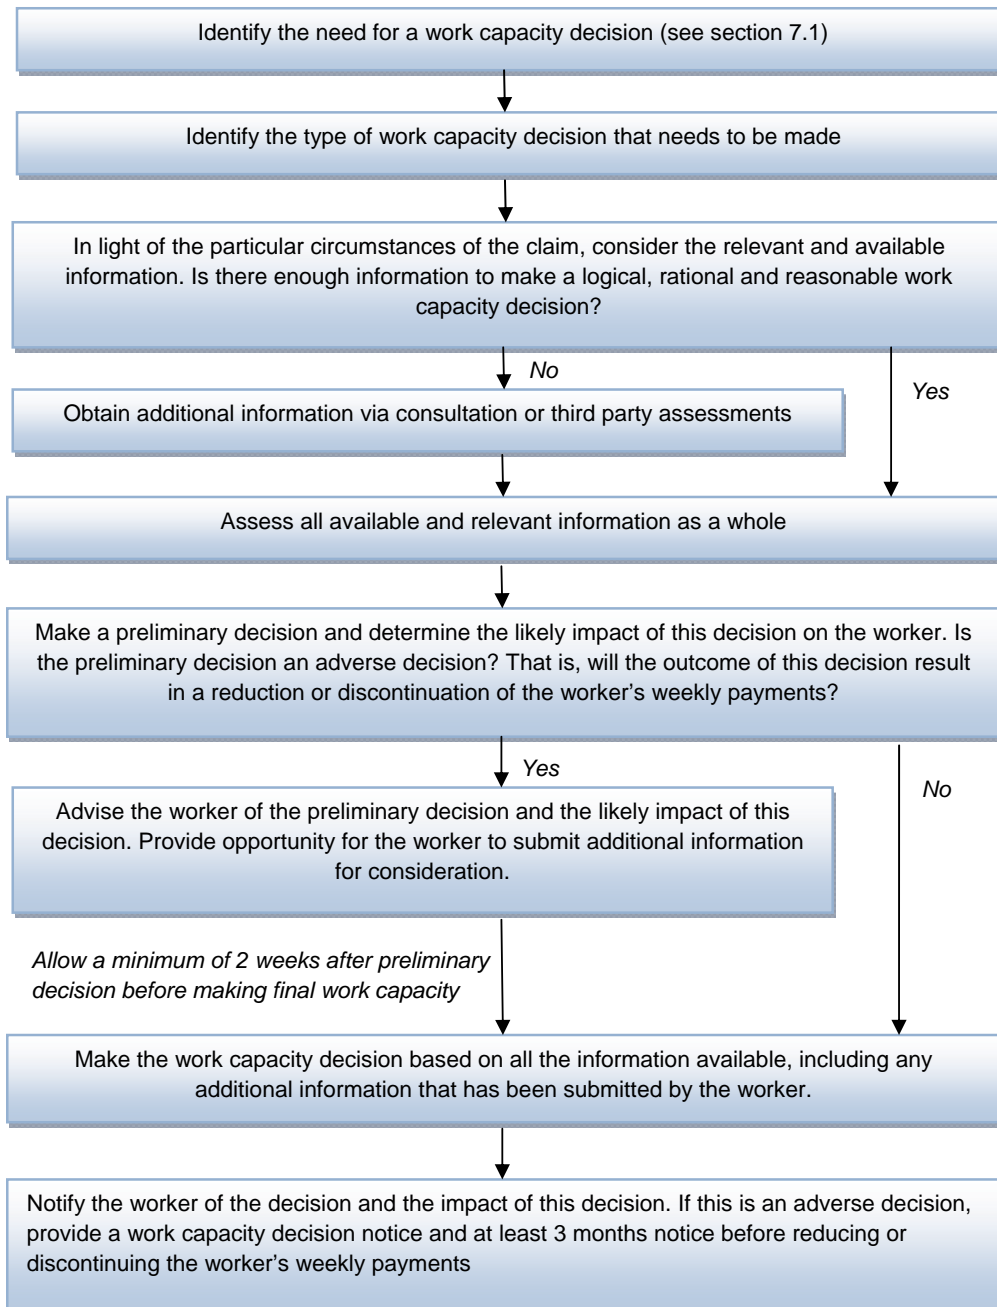 Identify the need for a work capacity decision (see section 7.1)
Identify the type of work capacity decision that needs to be made
In light of the particular circumstances of the claim, consider the relevant and available
information. Is there enough information to make a logical, rational and reasonable work
capacity decision?
No
Yes
Obtain additional information via consultation or third party assessments
Assess all available and relevant information as a whole
Make a preliminary decision and determine the likely impact of this decision on the worker. Is
the preliminary decision an adverse decision? That is, will the outcome of this decision result
in a reduction or discontinuation of the worker’s weekly payments?
Yes
No
Advise the worker of the preliminary decision and the likely impact of this
decision. Provide opportunity for the worker to submit additional information
for consideration.
Allow a minimum of 2 weeks after preliminary
decision before making final work capacity
Make the work capacity decision based on all the information available, including any
additional information that has been submitted by the worker.
Notify the worker of the decision and the impact of this decision. If this is an adverse decision,
provide a work capacity decision notice and at least 3 months notice before reducing or
discontinuing the worker’s weekly payments